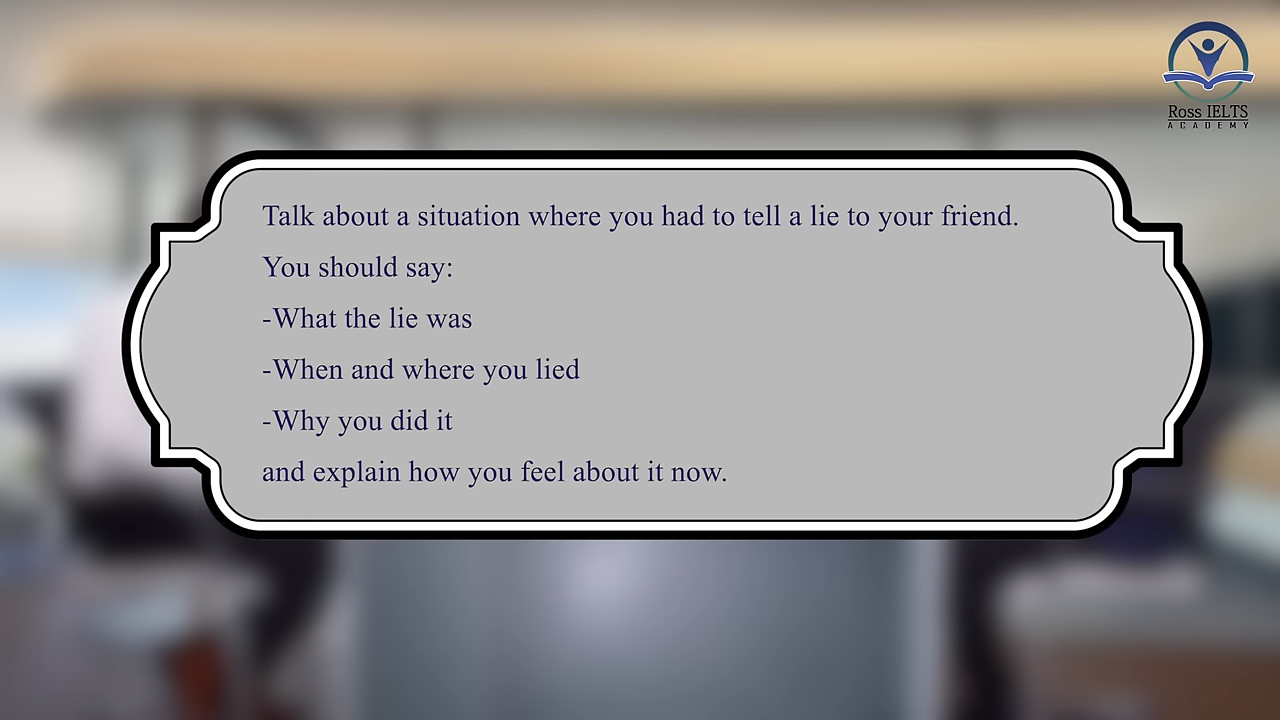 Ross IELTS
ACADEMY
Talk about a situation where you had to tell a lie to your friend.
You should say:
-What the lie was
-When and where you lied
-Why you did it
and explain how you feel about it now.